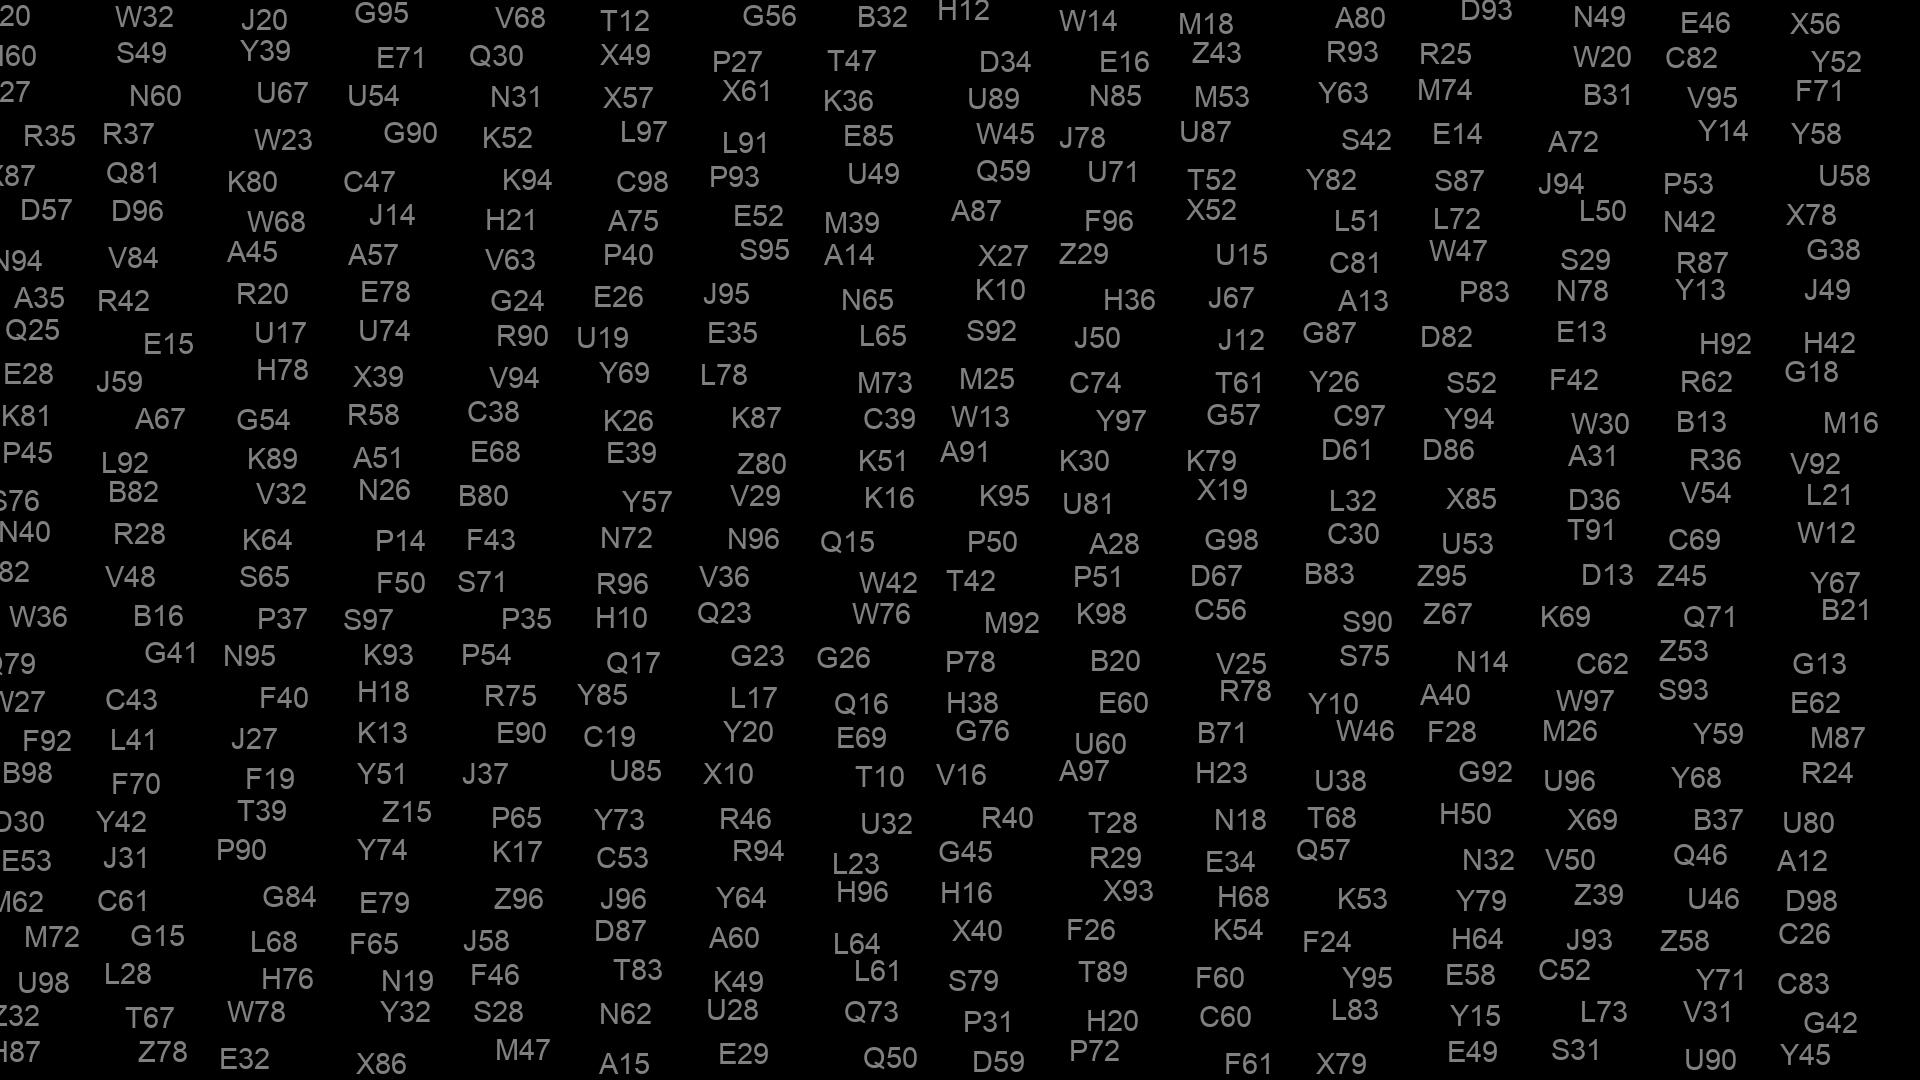 20 W32 J20 G95 V68 T12 G56 B32 H12 W14 M18 A80 D93 N49 E46 X56
60 S49 Y39 E71 Q30 X49 P27 T47 D34 E16 Z43 R93 R25 W20 C82 Y52
27 N60 U67 U54 N31 X57 X61 K36 U89 N85 M53 Y63 M74 B31 V95 F71
R35 R37 W23 G90 K52 L97 L91 E85 W45 J78 U87 S42 E14 A72 Y14 Y58
87 Q81 K80 C47 K94 C98 P93 U49 Q59 U71 T52 Y82 S87 J94 P53 U58
D57 D96 W68 J14 H21 A75 E52 M39 A87 F96 X52 L51 L72 L50 N42 X78
N94 V84 A45 A57 V63 P40 S95 A14 X27 Z29 U15 C81 W47 S29 R87 G38
A35 R42 R20 E78 G24 E26 J95 N65 K10 H36 J67 A13 P83 N78 Y13 J49
Q25 E15 U17 U74 R90 U19 E35 L65 S92 J50 J12 G87 D82 E13 H92 H42
E28 J59 H78 X39 V94 Y69 L78 M73 M25 C74 T61 Y26 S52 F42 R62 G18
K81 A67 G54 R58 C38 K26 K87 C39 W13 Y97 G57 C97 Y94 W30 B13 M16
P45 L92 K89 A51 E68 E39 Z80 K51 A91 K30 K79 D61 D86 A31 R36 V92
S76 B82 V32 N26 B80 Y57 V29 K16 K95 U81 X19 L32 X85 D36 V54 L21
N40 R28 K64 P14 F43 N72 N96 Q15 P50 A28 G98 C30 U53 T91 C69 W12
82 V48 S65 F50 S71 R96 V36 W42 T42 P51 D67 B83 Z95 D13 Z45 Y67
W36 B16 P37 S97 P35 H10 Q23 W76 M92 K98 C56 S90 Z67 K69 Q71 B21
Q79 G41 N95 K93 P54 Q17 G23 G26 P78 B20 V25 S75 N14 C62 Z53 G13
W27 C43 F40 H18 R75 Y85 L17 Q16 H38 E60 R78 Y10 A40 W97 S93 E62
F92 L41 J27 K13 E90 C19 Y20 E69 G76 U60 B71 W46 F28 M26 Y59 M87
B98 F70 F19 Y51 J37 U85 X10 T10 V16 A97 H23 U38 G92 U96 Y68 R24
D30 Y42 T39 Z15 P65 Y73 R46 U32 R40 T28 N18 T68 H50 X69 B37 U80
E53 J31 P90 Y74 K17 C53 R94 L23 G45 R29 E34 Q57 N32 V50 Q46 A12
M62 C61 G84 E79 Z96 J96 Y64 H96 H16 X93 H68 K53 Y79 Z39 U46 D98
M72 G15 L68 F65 J58 D87 A60 L64 X40 F26 K54 F24 H64 J93 Z58 C26
U98 L28 H76 N19 F46 T83 K49 L61 S79 T89 F60 Y95 E58 C52 Y71 C83
Z32 T67 W78 Y32 S28 N62 U28 Q73 P31 H20 C60 L83 Y15 L73 V31 G42
H87 Z78 E32 X86 M47 A15 E29 Q50 D59 P72 F61 X79 E49 S31 U90 Y45